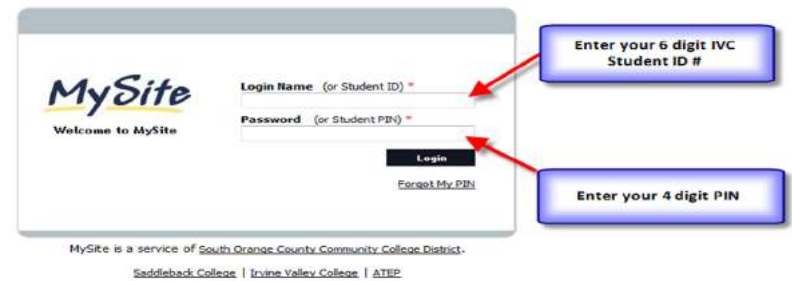 MySite
Welcome to MySite
Login Name (or Student ID) *
Password (or Student PIN) *
Login
Forgot My PIN
Enter your 6 digit IVC
Student ID #
Enter your 4 digit PIN
MySite is a service of South Orange County Community College District.
Saddleback College | Irvine Valley College | ATEP